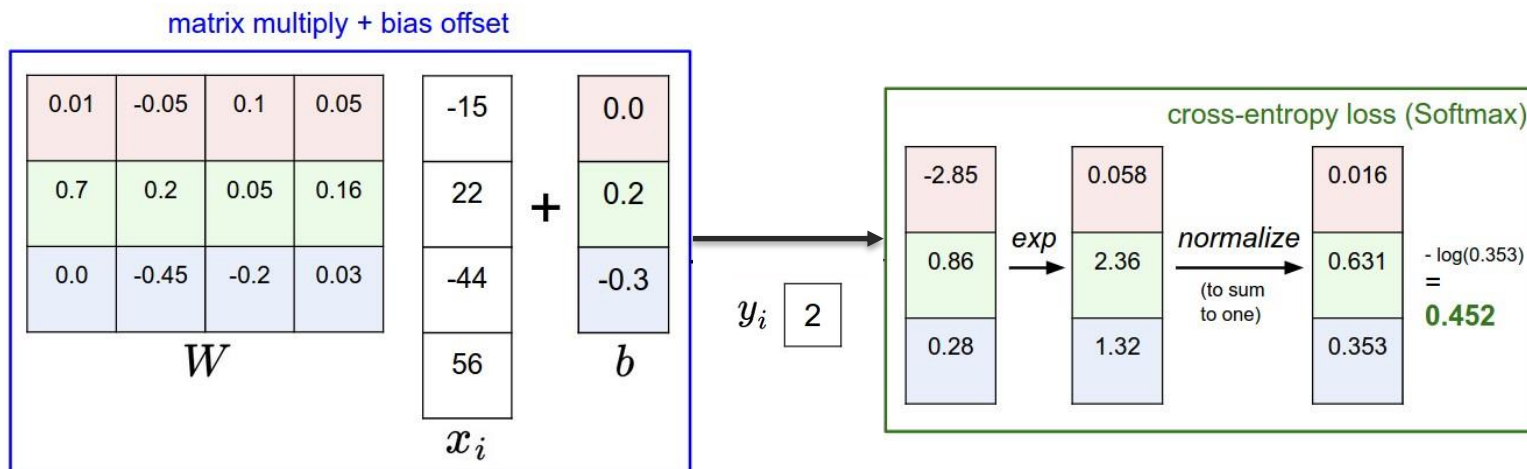 matrix multiply + bias offset
0.01 -0.05 0.1 0.05
0.7 0.2 0.05 0.16
0.0 -0.45 -0.2 0.03
W
-15
22
-44
56
x_i
+
0.0
0.2
-0.3
b
y_i 2
cross-entropy loss (Softmax)
-2.85
0.86
0.28
exp
0.058
2.36
1.32
normalize
(to sum
to one)
0.016
0.631
0.353
- log(0.353)
=
0.452